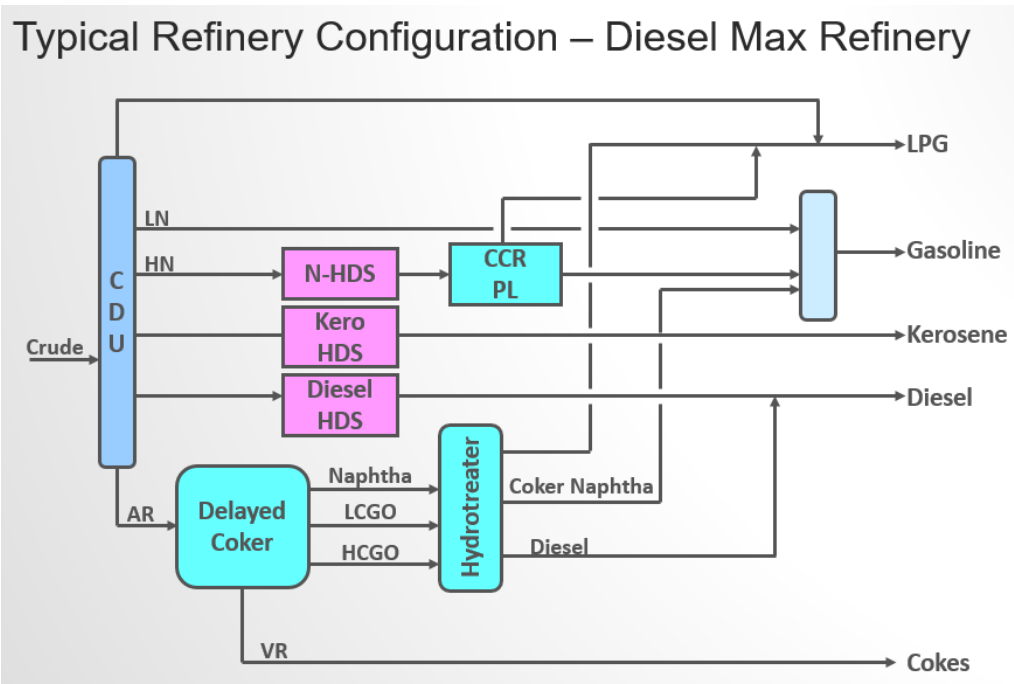 Typical Refinery Configuration – Diesel Max Refinery
LPG
LN
Gasoline
HN
N-HDS
CCR
PL
C
D
U
Kero
HDS
Kerosene
Crude
Diesel
HDS
Diesel
Naphtha
Hydrotreater
Coker Naphtha
AR
Delayed
Coker
LCGO
HCGO
Diesel
VR
Cokes